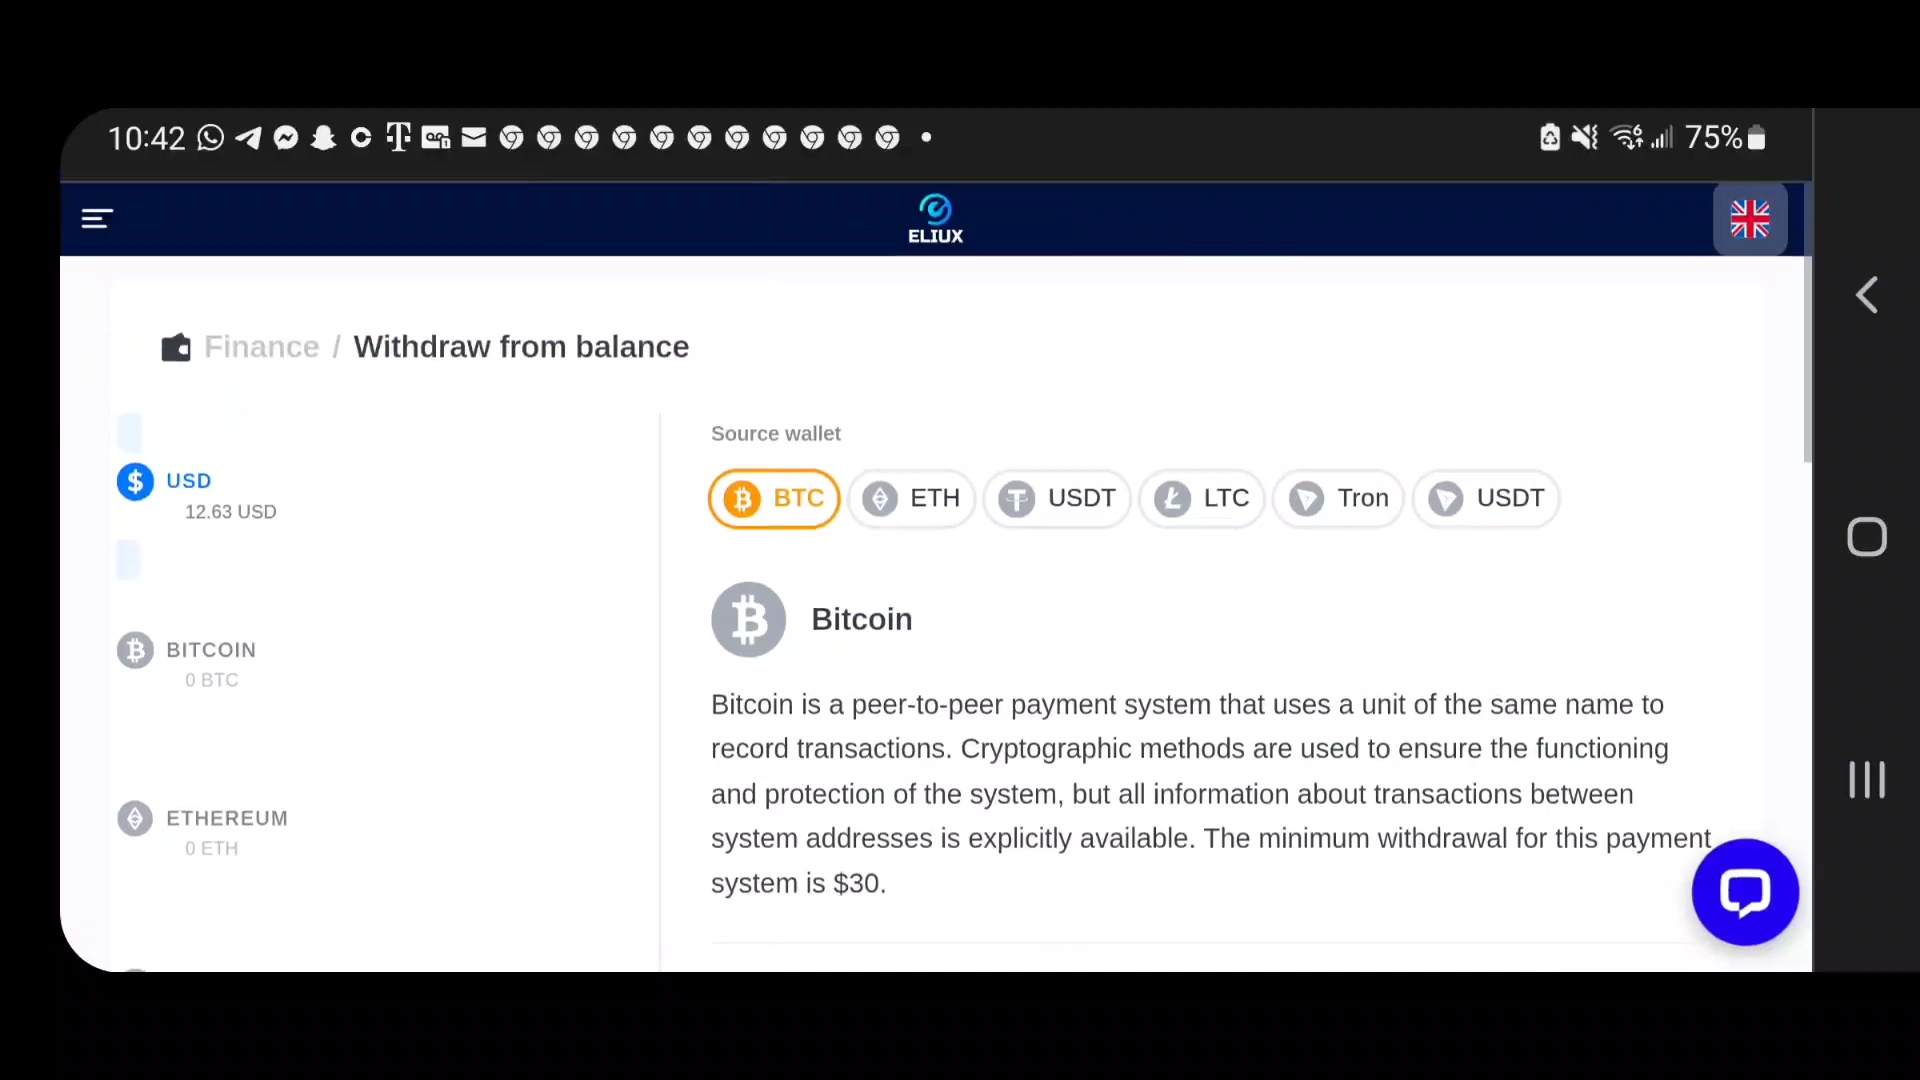 10:42
75%
ELIUX
Finance / Withdraw from balance
USD
12.63 USD
BITCOIN
0 BTC
ETHEREUM
0 ETH
Source wallet
BTC ETH USDT LTC Tron USDT
Bitcoin
Bitcoin is a peer-to-peer payment system that uses a unit of the same name to
record transactions. Cryptographic methods are used to ensure the functioning
and protection of the system, but all information about transactions between
system addresses is explicitly available. The minimum withdrawal for this payment
system is $30.